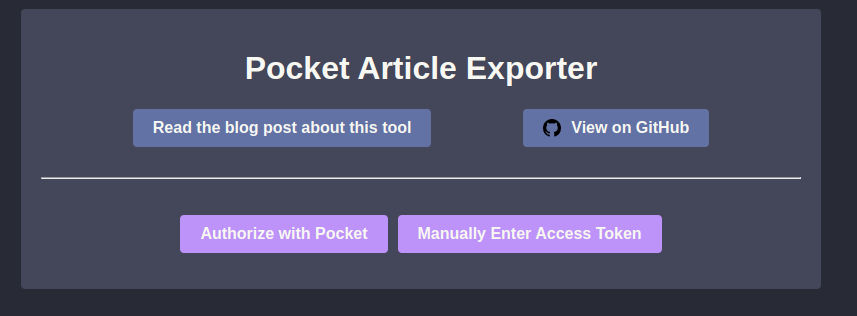 Pocket Article Exporter
Read the blog post about this tool
View on GitHub
Authorize with Pocket
Manually Enter Access Token